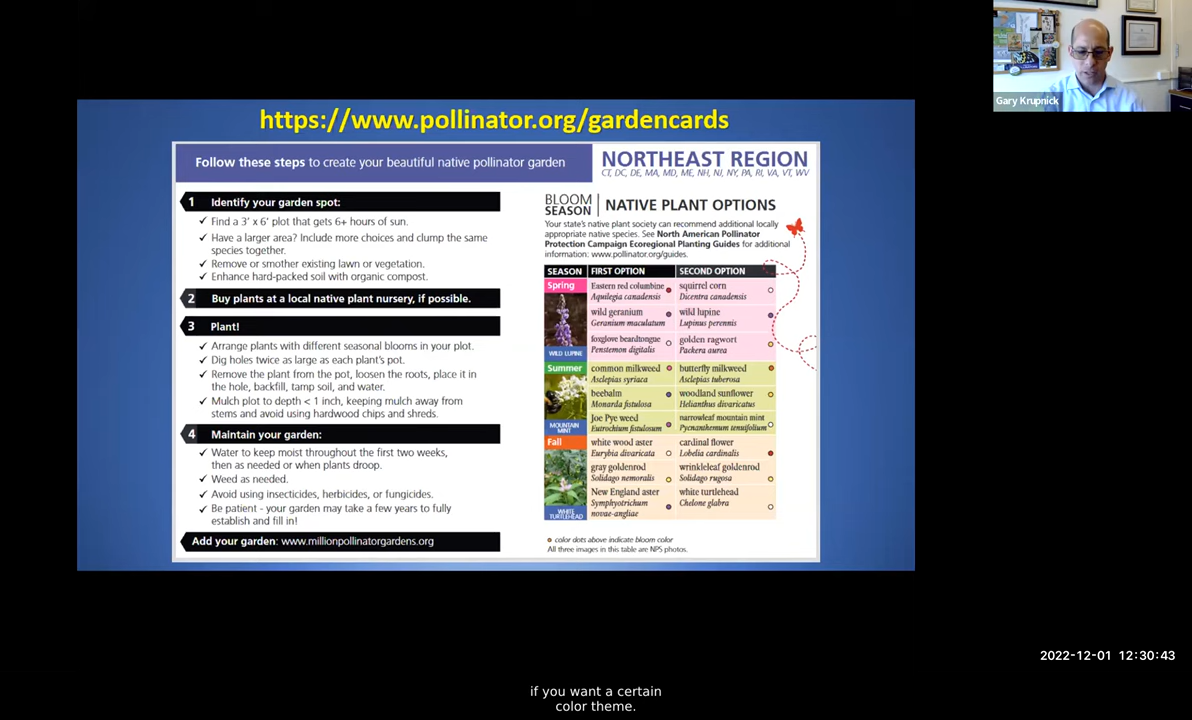 Gary Krupnick
https://www.pollinator.org/gardencards
Follow these steps to create your beautiful native pollinator garden
NORTHEAST REGION
CT, DC, DE, MA, MD, ME, NH, NJ, NY, PA, RI, VA, VT, WV
1 Identify your garden spot:
✓ Find a 3’ x 6’ plot that gets 6+ hours of sun.
✓ Have a larger area? Include more choices and clump the same
species together.
✓ Remove or smother existing lawn or vegetation.
✓ Enhance hard-packed soil with organic compost.
2 Buy plants at a local native plant nursery, if possible.
3 Plant!
✓ Arrange plants with different seasonal blooms in your plot.
✓ Dig holes twice as large as each plant’s pot.
✓ Remove the plant from the pot, loosen the roots, place it in
the hole, backfill, tamp soil, and water.
✓ Mulch plot to depth < 1 inch, keeping mulch away from
stems and avoid using hardwood chips and shreds.
4 Maintain your garden:
✓ Water to keep moist throughout the first two weeks,
then as needed or when plants droop.
✓ Weed as needed.
✓ Avoid using insecticides, herbicides, or fungicides.
✓ Be patient - your garden may take a few years to fully
establish and fill in!
Add your garden: www.millionpollinatorgardens.org
BLOOM
SEASON
NATIVE PLANT OPTIONS
Your state’s native plant society can recommend additional locally
appropriate native species. See North American Pollinator
Protection Campaign Ecoregional Planting Guides for additional
information: www.pollinator.org/guides.
SEASON FIRST OPTION SECOND OPTION
Spring
Eastern red columbine
Aquilegia canadensis
squirrel corn
Dicentra canadensis
wild geranium
Geranium maculatum
wild lupine
Lupinus perennis
foxglove beardtongue
Penstemon digitalis
golden ragwort
Packera aurea
WILD LUPINE
Summer
common milkweed
Asclepias syriaca
butterfly milkweed
Asclepias tuberosa
beebalm
Monarda fistulosa
woodland sunflower
Helianthus divaricatus
Joe Pye weed
Eutrochium fistulosum
narrowleaf mountain mint
Pycnanthemum tenuifolium
MOUNTAIN
MINT
Fall
white wood aster
Eurybia divaricata
cardinal flower
Lobelia cardinalis
gray goldenrod
Solidago nemoralis
wrinkleleaf goldenrod
Solidago rugosa
New England aster
Symphyotrichum
novae-angliae
white turtlehead
Chelone glabra
WHITE
TURTLEHEAD
color dots above indicate bloom color
All three images in this table are NPS photos.
2022-12-01 12:30:43
if you want a certain
color theme.